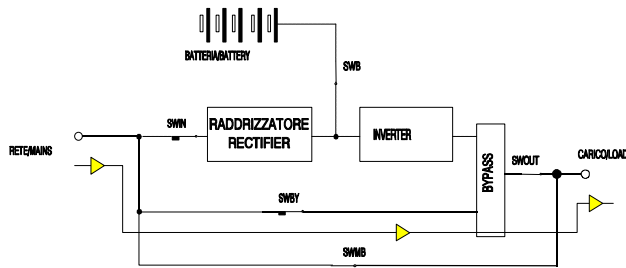 BATTERIA/BATTERY
SWB
SWIN
RADDRIZZATORE
RECTIFIER
INVERTER
RETE/MAINS
BYPASS
SWOUT
CARICO/LOAD
SWBY
SWMB